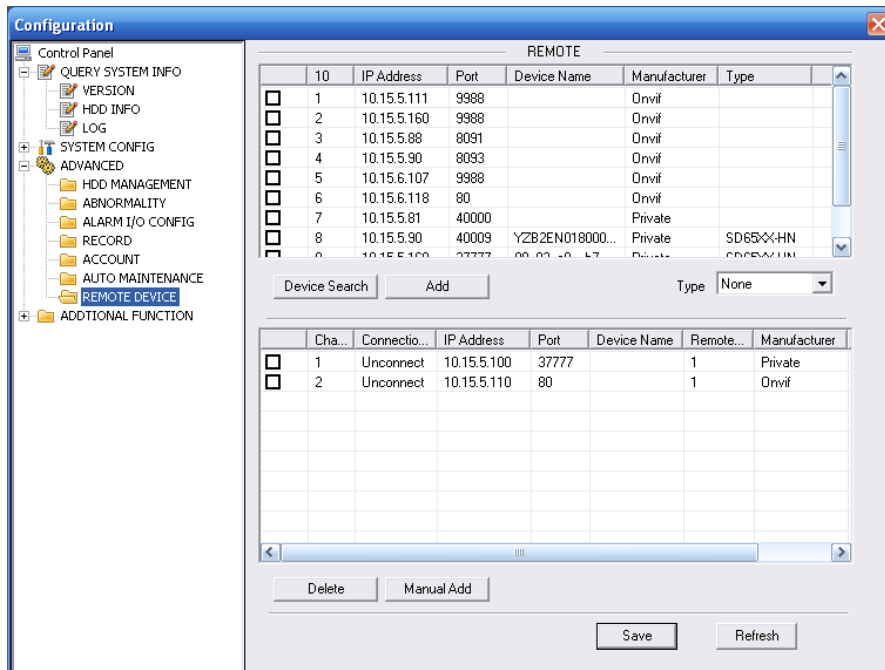 Configuration
Control Panel
QUERY SYSTEM INFO
VERSION
HDD INFO
LOG
SYSTEM CONFIG
ADVANCED
HDD MANAGEMENT
ABNORMALITY
ALARM I/O CONFIG
RECORD
ACCOUNT
AUTO MAINTENANCE
REMOTE DEVICE
ADDTIONAL FUNCTION
REMOTE
10 IP Address Port Device Name Manufacturer Type
1 10.15.5.111 9988 Onvif
2 10.15.5.160 9988 Onvif
3 10.15.5.88 8091 Onvif
4 10.15.5.90 8093 Onvif
5 10.15.6.107 9988 Onvif
6 10.15.6.118 80 Onvif
7 10.15.5.81 40000 Private
8 10.15.5.90 40009 YZB2EN018000... Private SD65XX-HN
Device Search Add Type None
Cha... Connectio... IP Address Port Device Name Remote... Manufacturer
1 Unconnect 10.15.5.100 37777 1 Private
2 Unconnect 10.15.5.110 80 1 Onvif
Delete Manual Add
Save Refresh